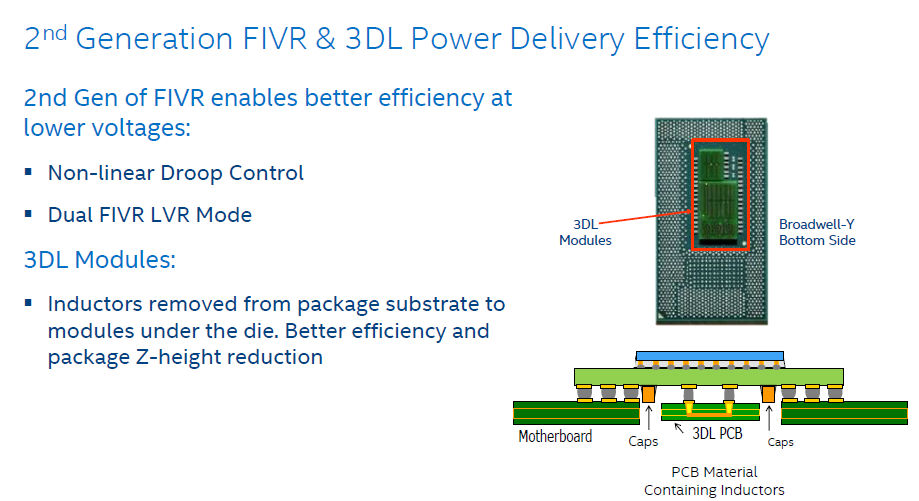 2nd Generation FIVR & 3DL Power Delivery Efficiency
2nd Gen of FIVR enables better efficiency at
lower voltages:
▪ Non-linear Droop Control
▪ Dual FIVR LVR Mode
3DL Modules:
▪ Inductors removed from package substrate to
modules under the die. Better efficiency and
package Z-height reduction
3DL
Modules
Broadwell-Y
Bottom Side
Motherboard
Caps
3DL PCB
Caps
PCB Material
Containing Inductors